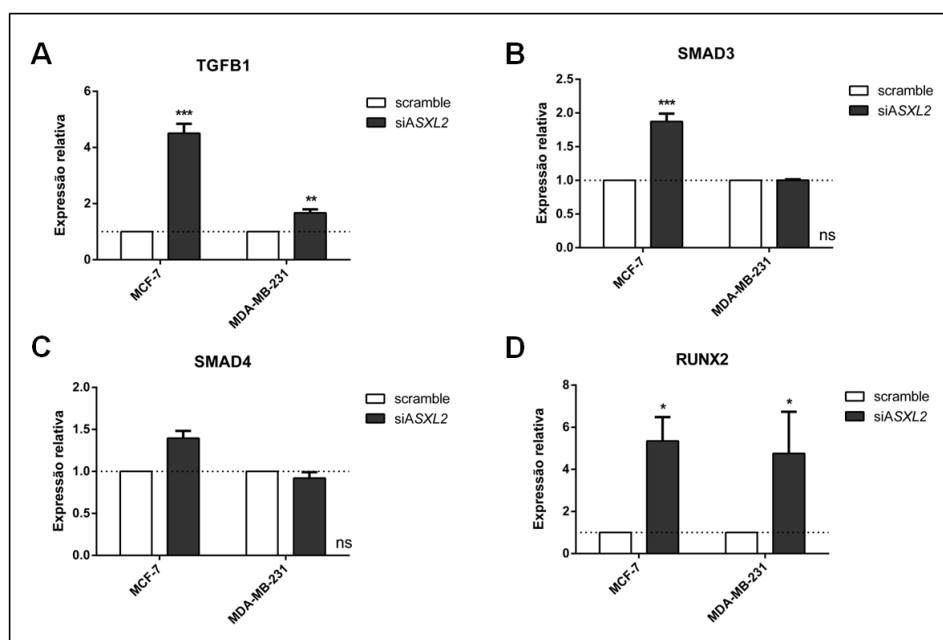 A
TGFB1
Expressão relativa
6
4
2
0
***
**
MCF-7
MDA-MB-231
scramble
siASXL2
B
SMAD3
Expressão relativa
2.5
2.0
1.5
1.0
0.5
0.0
***
ns
MCF-7
MDA-MB-231
scramble
siASXL2
C
SMAD4
Expressão relativa
2.0
1.5
1.0
0.5
0.0
ns
MCF-7
MDA-MB-231
scramble
siASXL2
D
RUNX2
Expressão relativa
8
6
4
2
0
*
*
MCF-7
MDA-MB-231
scramble
siASXL2